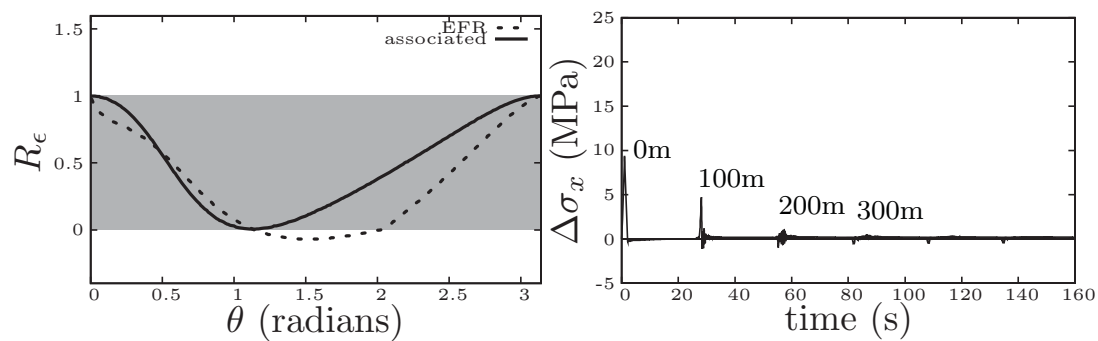 1.5
1
0.5
0
R_ϵ
EFR
associated
0 0.5 1 1.5 2 2.5 3
θ (radians)
25
20
15
10
5
0
-5
Δσ_x (MPa)
0m
100m
200m 300m
0 20 40 60 80 100 120 140 160
time (s)